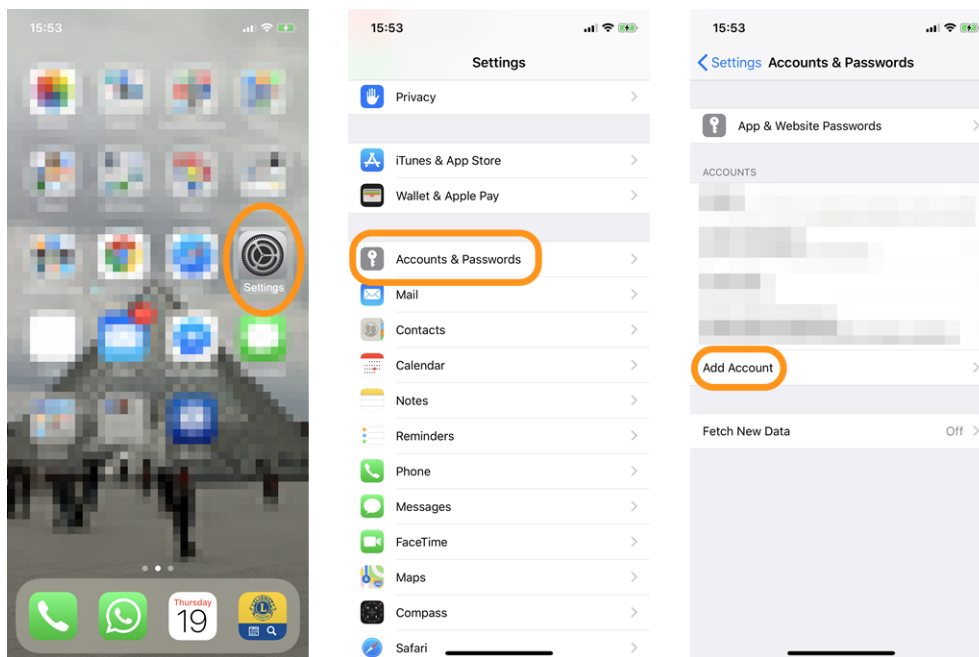 15:53
Settings
Thursday
19
15:53
Settings
Privacy
iTunes & App Store
Wallet & Apple Pay
Accounts & Passwords
Mail
Contacts
Calendar
Notes
Reminders
Phone
Messages
FaceTime
Maps
Compass
Safari
15:53
Settings Accounts & Passwords
App & Website Passwords
ACCOUNTS
Add Account
Fetch New Data Off